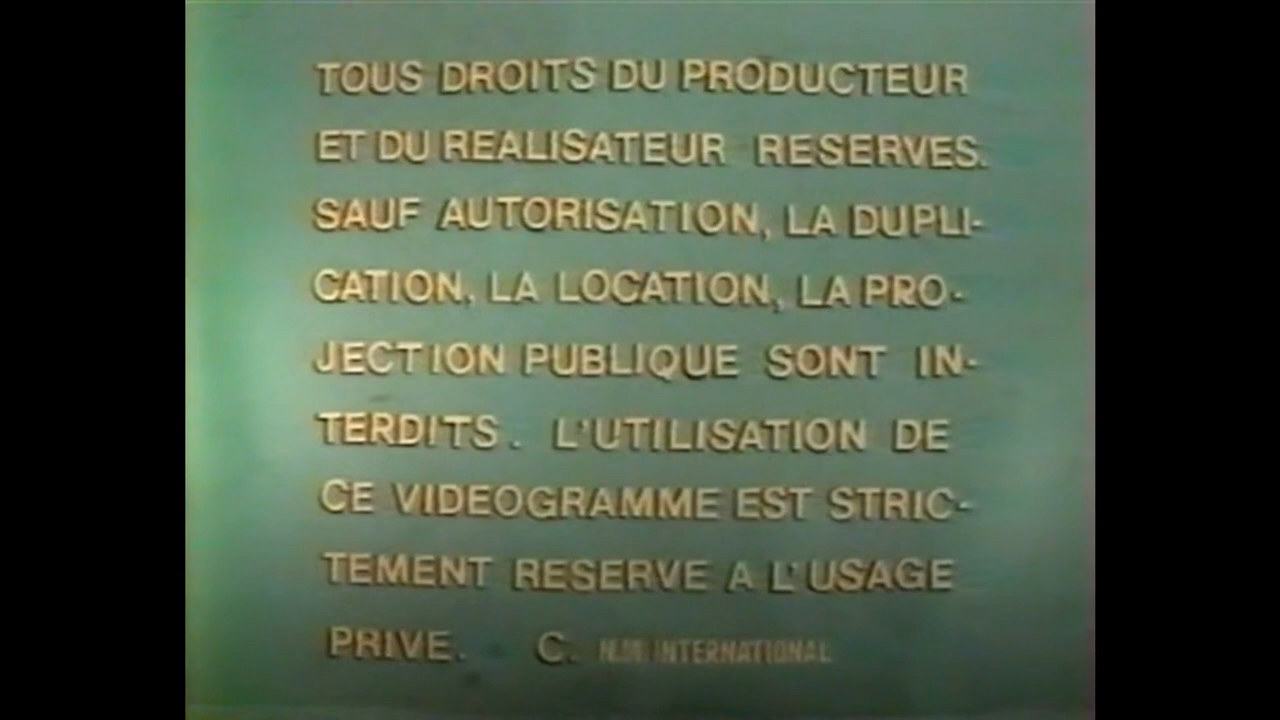 TOUS DROITS DU PRODUCTEUR
ET DU REALISATEUR RESERVES.
SAUF AUTORISATION, LA DUPLI-
CATION, LA LOCATION, LA PRO-
JECTION PUBLIQUE SONT IN-
TERDITS. L'UTILISATION DE
CE VIDEOGRAMME EST STRIC-
TEMENT RESERVE A L'USAGE
PRIVE. C. INTERNATIONAL